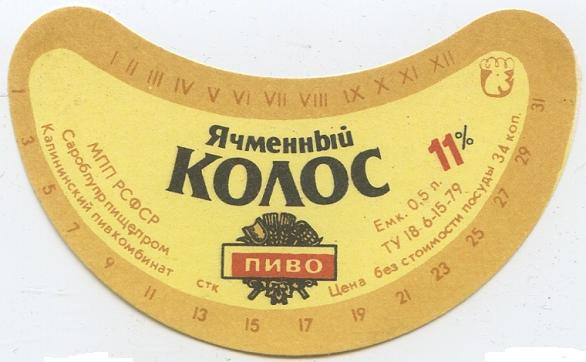 I II III IV V VI VII VIII IX X XI XII
Ячменный
КОЛОС
11%
ПИВО
МПП РСФСР
Саробпупрпищепром
Калининский пивкомбинат
стк
Емк. 0,5 л.
ТУ 18.6-15.79
Цена без стоимости посуды 34 коп.
1 3 5 7 9 11 13 15 17 19 21 23 25 27 29 31